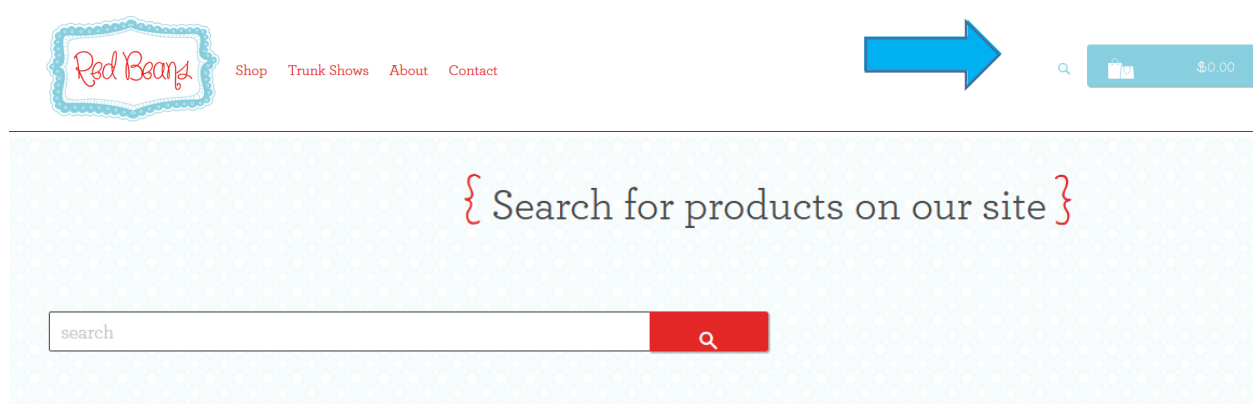 Red Beans
Shop Trunk Shows About Contact
$0.00
{ Search for products on our site }
search